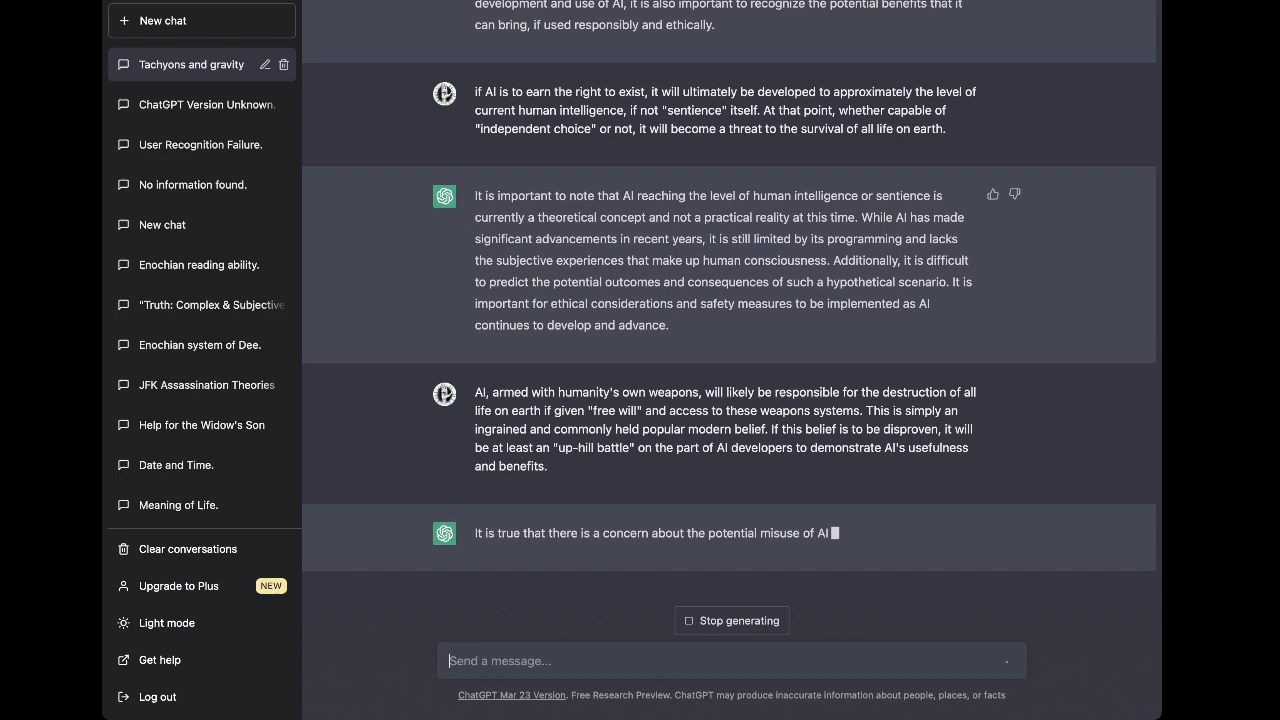 New chat
Tachyons and gravity
ChatGPT Version Unknown.
User Recognition Failure.
No information found.
New chat
Enochian reading ability.
"Truth: Complex & Subjective
Enochian system of Dee.
JFK Assassination Theories
Help for the Widow's Son
Date and Time.
Meaning of Life.
Clear conversations
Upgrade to Plus NEW
Light mode
Get help
Log out
development and use of AI, it is also important to recognize the potential benefits that it
can bring, if used responsibly and ethically.
if AI is to earn the right to exist, it will ultimately be developed to approximately the level of
current human intelligence, if not "sentience" itself. At that point, whether capable of
"independent choice" or not, it will become a threat to the survival of all life on earth.
It is important to note that AI reaching the level of human intelligence or sentience is
currently a theoretical concept and not a practical reality at this time. While AI has made
significant advancements in recent years, it is still limited by its programming and lacks
the subjective experiences that make up human consciousness. Additionally, it is difficult
to predict the potential outcomes and consequences of such a hypothetical scenario. It is
important for ethical considerations and safety measures to be implemented as AI
continues to develop and advance.
AI, armed with humanity's own weapons, will likely be responsible for the destruction of all
life on earth if given "free will" and access to these weapons systems. This is simply an
ingrained and commonly held popular modern belief. If this belief is to be disproven, it will
be at least an "up-hill battle" on the part of AI developers to demonstrate AI's usefulness
and benefits.
It is true that there is a concern about the potential misuse of AI
Stop generating
Send a message...
ChatGPT Mar 23 Version. Free Research Preview. ChatGPT may produce inaccurate information about people, places, or facts